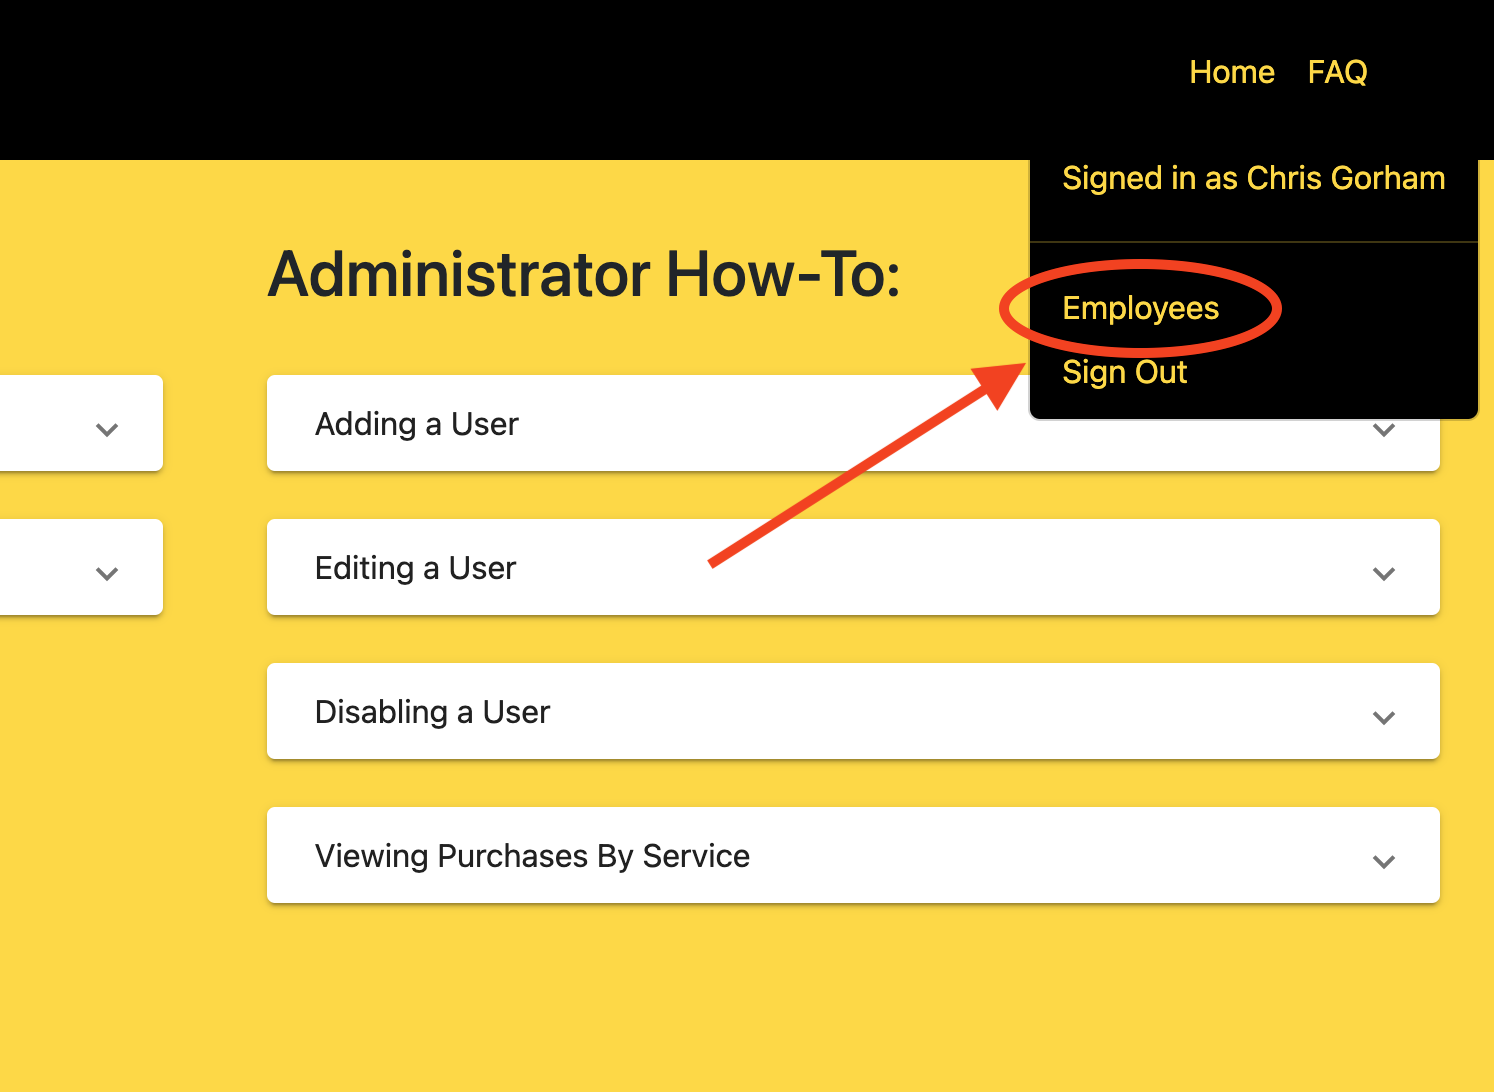 Home FAQ
Signed in as Chris Gorham
Administrator How-To:
Employees
Sign Out
Adding a User
Editing a User
Disabling a User
Viewing Purchases By Service